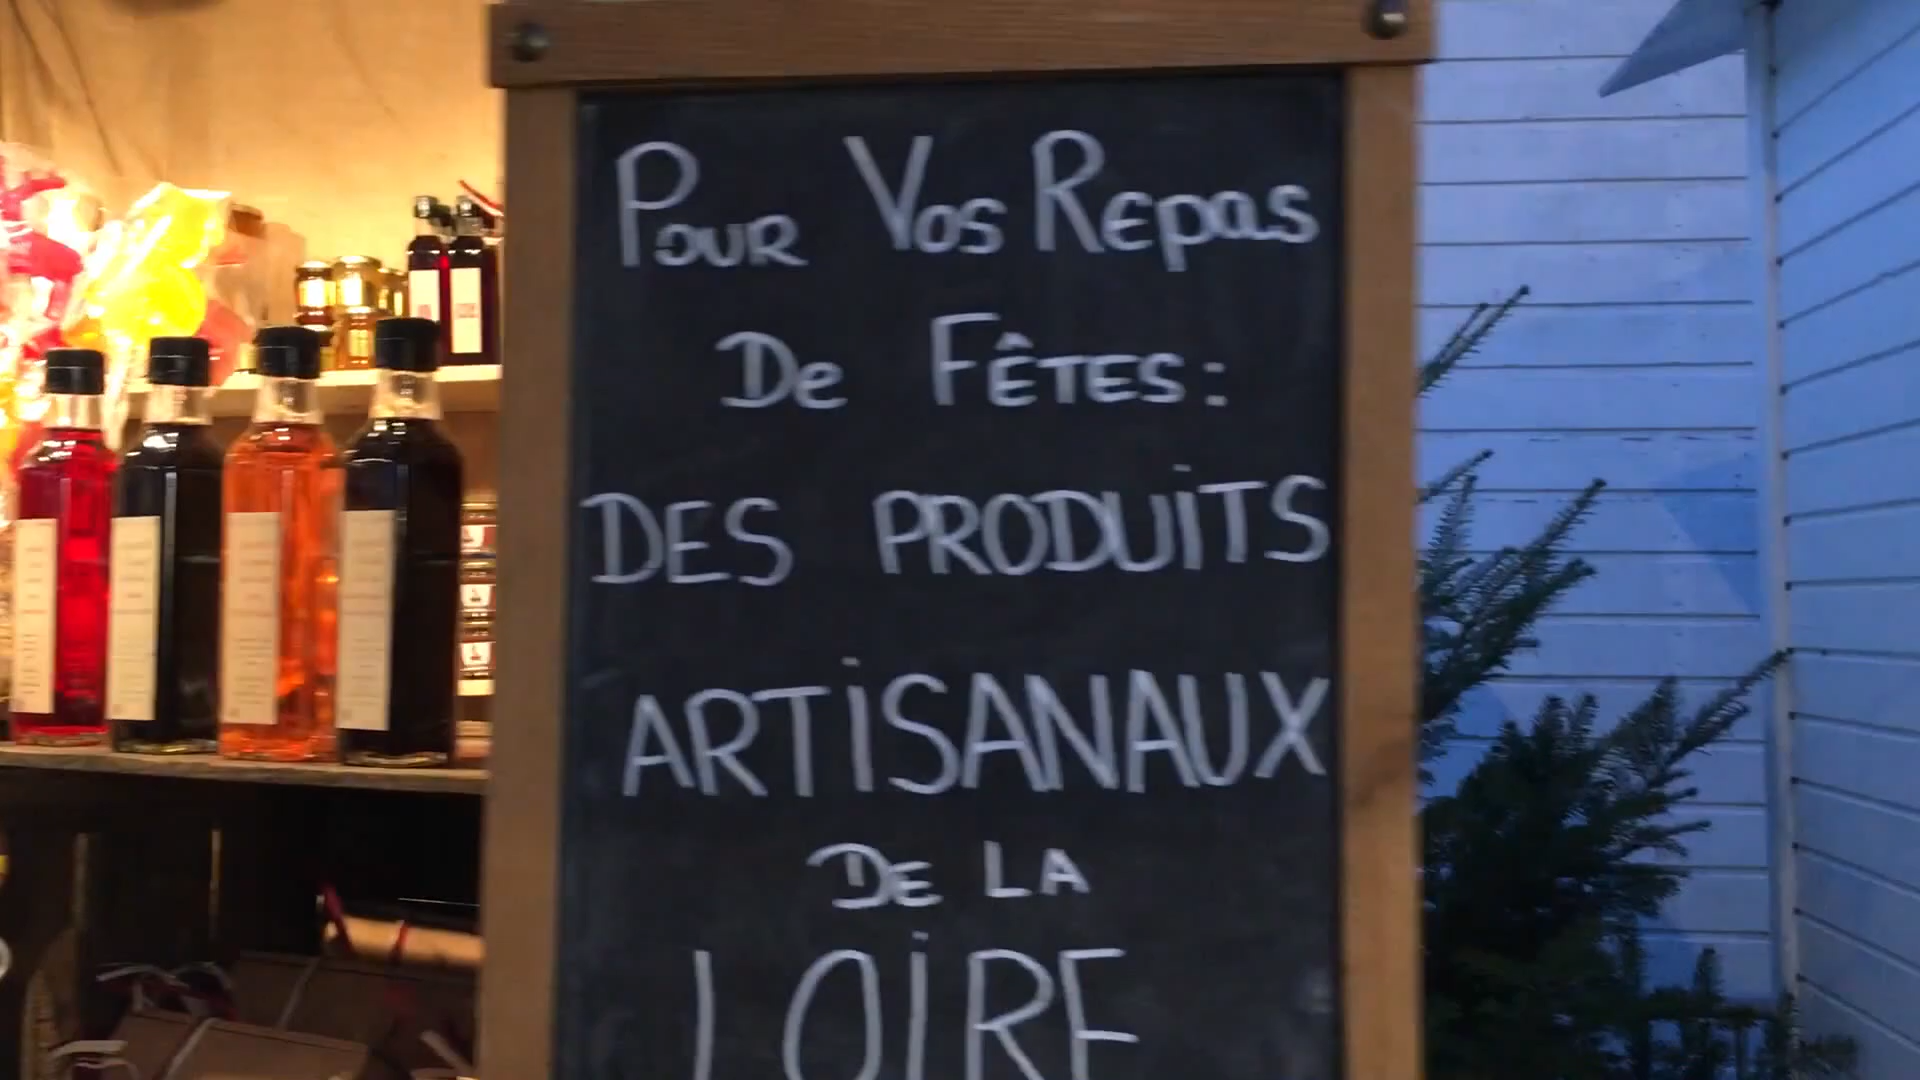 Pour Vos Repas
De Fêtes :
DES PRODUiTS
ARTiSANAUX
DE LA
LOiRE